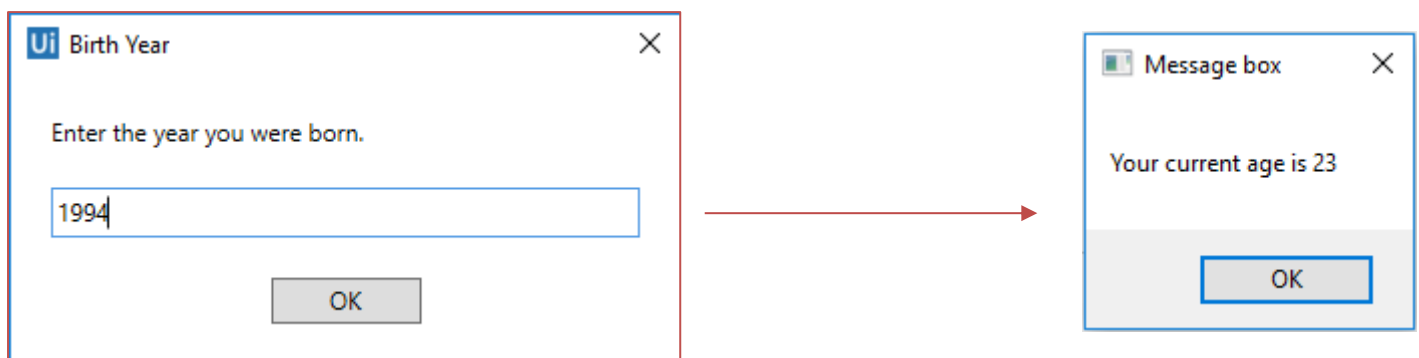 Ui Birth Year
Enter the year you were born.
1994
OK
Message box
Your current age is 23
OK